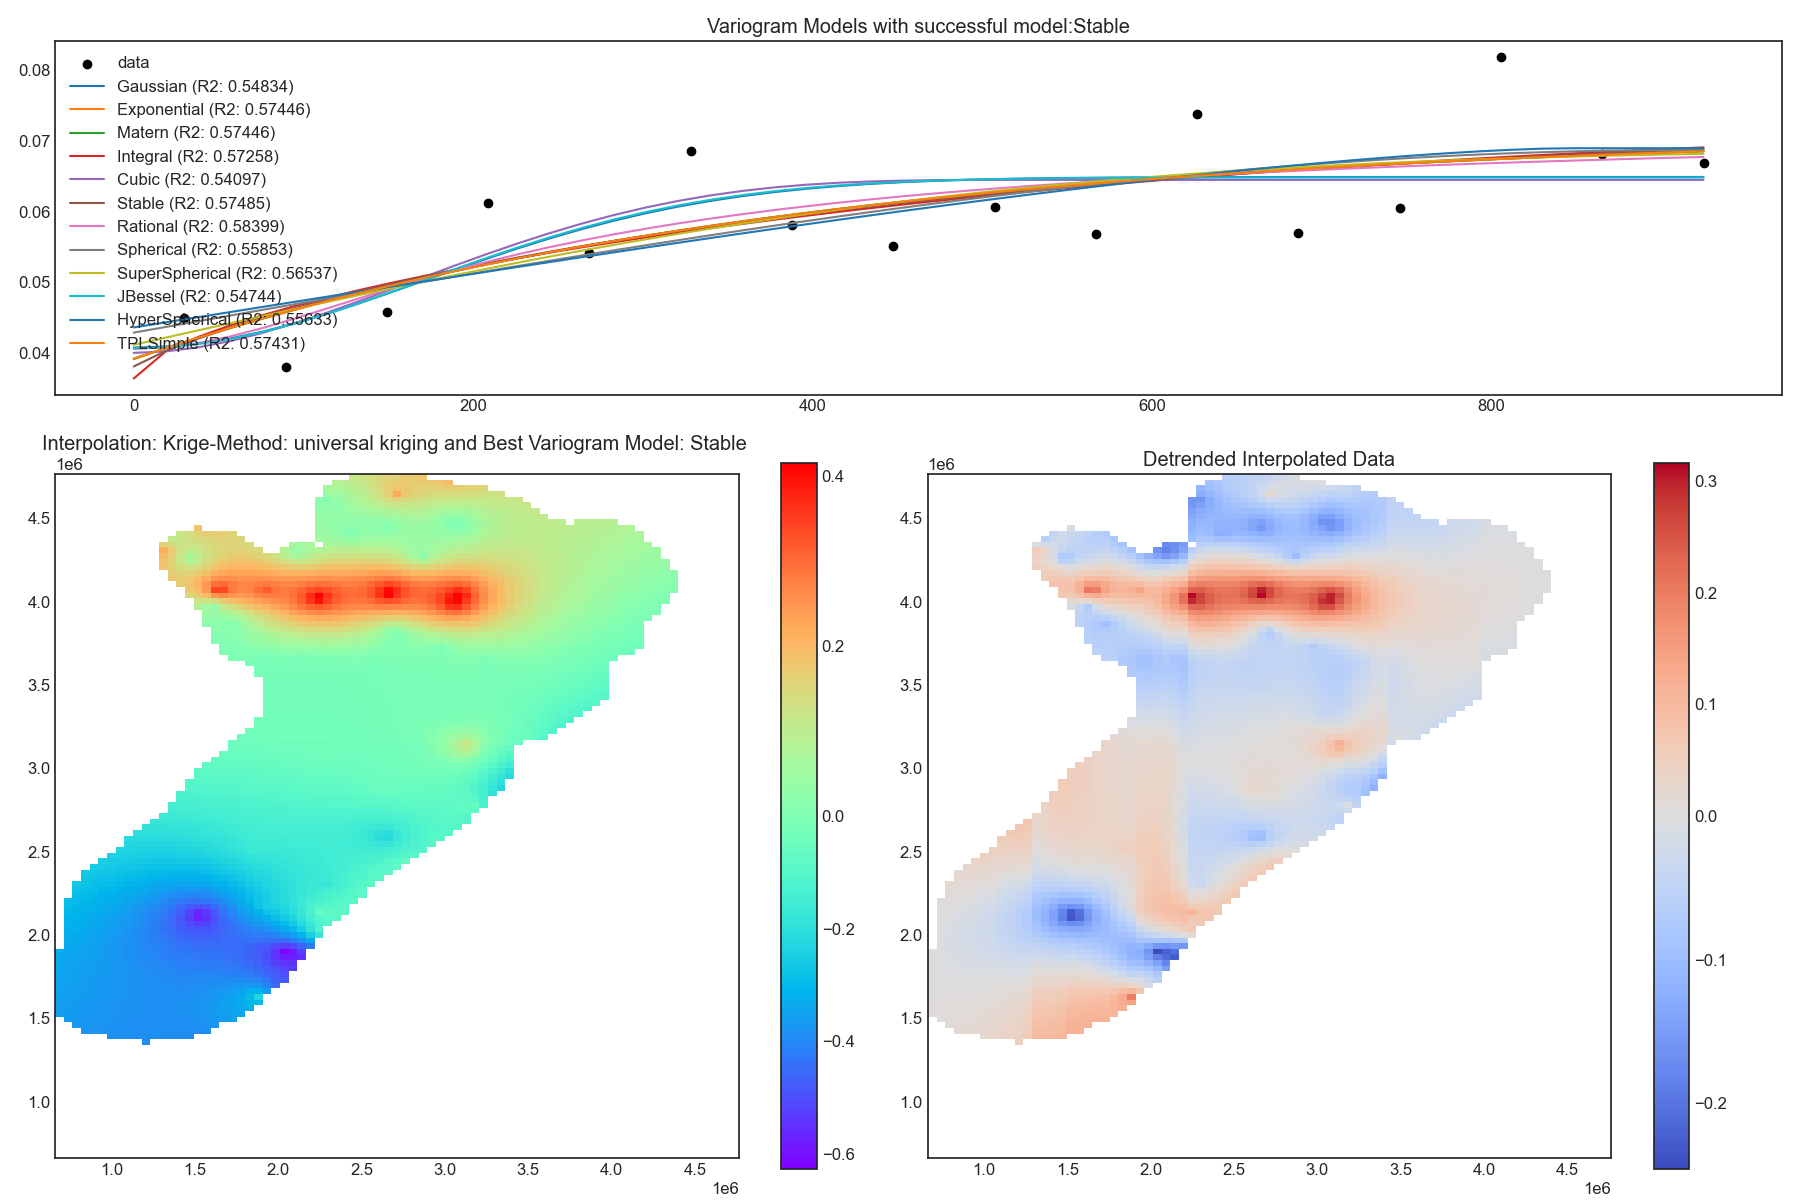 Variogram Models with successful model:Stable
0.08
0.07
0.06
0.05
0.04
data
Gaussian (R2: 0.54834)
Exponential (R2: 0.57446)
Matern (R2: 0.57446)
Integral (R2: 0.57258)
Cubic (R2: 0.54097)
Stable (R2: 0.57485)
Rational (R2: 0.58399)
Spherical (R2: 0.55853)
SuperSpherical (R2: 0.56537)
JBessel (R2: 0.54744)
HyperSpherical (R2: 0.55633)
TPLSimple (R2: 0.57431)
0 200 400 600 800
Interpolation: Krige-Method: universal kriging and Best Variogram Model: Stable
1e6
4.5
4.0
3.5
3.0
2.5
2.0
1.5
1.0
1.0 1.5 2.0 2.5 3.0 3.5 4.0 4.5
1e6
0.4
0.2
0.0
−0.2
−0.4
−0.6
Detrended Interpolated Data
1e6
4.5
4.0
3.5
3.0
2.5
2.0
1.5
1.0
1.0 1.5 2.0 2.5 3.0 3.5 4.0 4.5
1e6
0.3
0.2
0.1
0.0
−0.1
−0.2